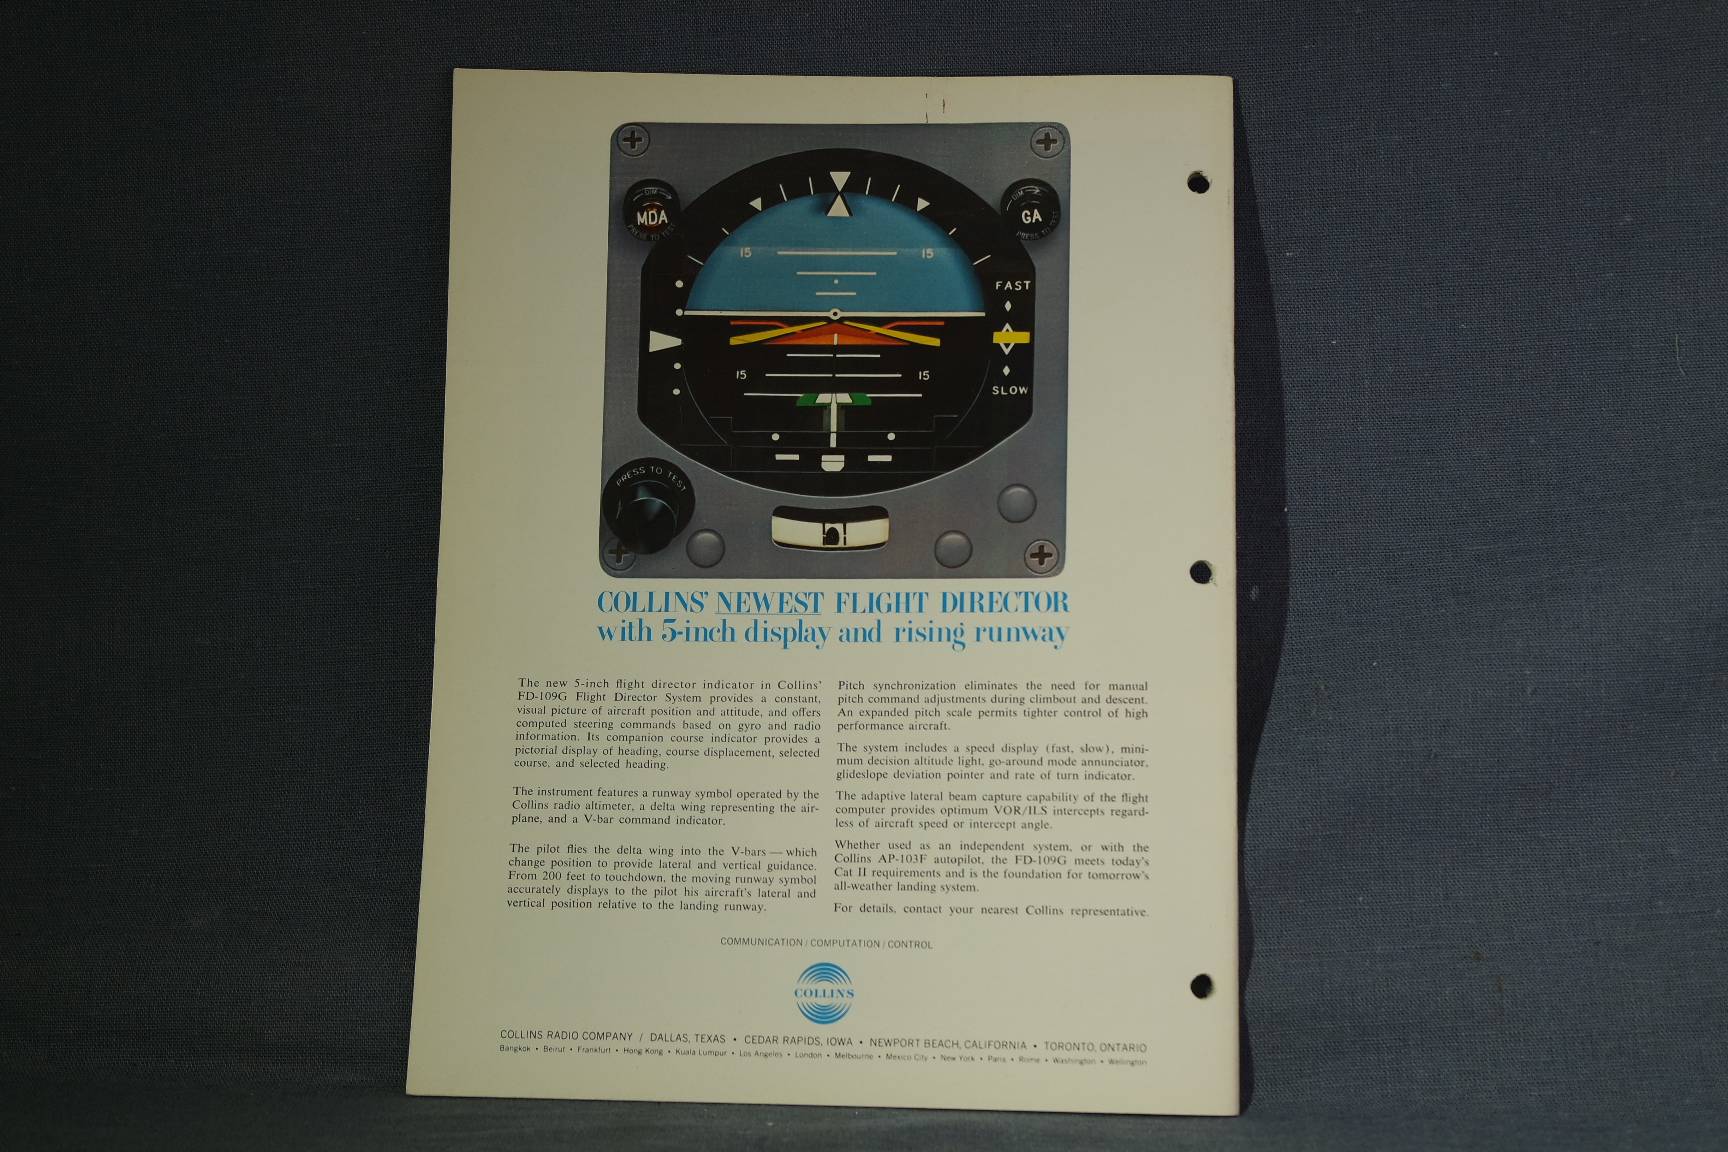 DIM
MDA
PRESS TO TEST
DIM
GA
PRESS TO TEST
15 15
FAST
15 15
SLOW
PRESS TO TEST
COLLINS' NEWEST FLIGHT DIRECTOR
with 5-inch display and rising runway
The new 5-inch flight director indicator in Collins'
FD-109G Flight Director System provides a constant,
visual picture of aircraft position and attitude, and offers
computed steering commands based on gyro and radio
information. Its companion course indicator provides a
pictorial display of heading, course displacement, selected
course, and selected heading.
The instrument features a runway symbol operated by the
Collins radio altimeter, a delta wing representing the air-
plane, and a V-bar command indicator.
The pilot flies the delta wing into the V-bars — which
change position to provide lateral and vertical guidance.
From 200 feet to touchdown, the moving runway symbol
accurately displays to the pilot his aircraft's lateral and
vertical position relative to the landing runway.
Pitch synchronization eliminates the need for manual
pitch command adjustments during climbout and descent.
An expanded pitch scale permits tighter control of high
performance aircraft.
The system includes a speed display (fast, slow), mini-
mum decision altitude light, go-around mode annunciator,
glideslope deviation pointer and rate of turn indicator.
The adaptive lateral beam capture capability of the flight
computer provides optimum VOR/ILS intercepts regard-
less of aircraft speed or intercept angle.
Whether used as an independent system, or with the
Collins AP-103F autopilot, the FD-109G meets today's
Cat II requirements and is the foundation for tomorrow's
all-weather landing system.
For details, contact your nearest Collins representative.
COMMUNICATION / COMPUTATION / CONTROL
COLLINS
COLLINS RADIO COMPANY / DALLAS, TEXAS • CEDAR RAPIDS, IOWA • NEWPORT BEACH, CALIFORNIA • TORONTO, ONTARIO
Bangkok • Beirut • Frankfurt • Hong Kong • Kuala Lumpur • Los Angeles • London • Melbourne • Mexico City • New York • Paris • Rome • Washington • Wellington